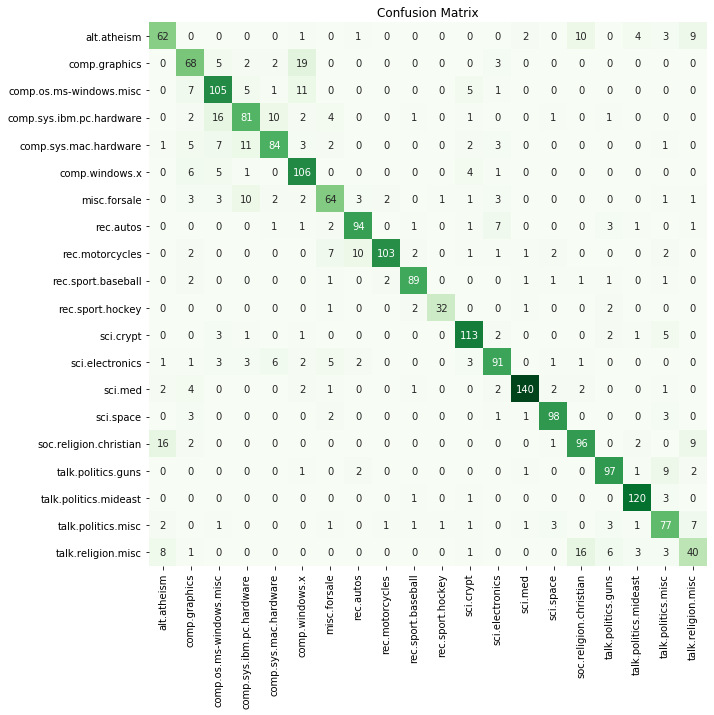 Confusion Matrix
alt.atheism 62 0 0 0 0 1 0 1 0 0 0 0 0 2 0 10 0 4 3 9
comp.graphics 0 68 5 2 2 19 0 0 0 0 0 0 3 0 0 0 0 0 0 0
comp.os.ms-windows.misc 0 7 105 5 1 11 0 0 0 0 0 5 1 0 0 0 0 0 0 0
comp.sys.ibm.pc.hardware 0 2 16 81 10 2 4 0 0 1 0 1 0 0 1 0 1 0 0 0
comp.sys.mac.hardware 1 5 7 11 84 3 2 0 0 0 0 2 3 0 0 0 0 0 1 0
comp.windows.x 0 6 5 1 0 106 0 0 0 0 0 4 1 0 0 0 0 0 0 0
misc.forsale 0 3 3 10 2 2 64 3 2 0 1 1 3 0 0 0 0 0 1 1
rec.autos 0 0 0 0 1 1 2 94 0 1 0 1 7 0 0 0 3 1 0 1
rec.motorcycles 0 2 0 0 0 0 7 10 103 2 0 1 1 1 2 0 0 0 2 0
rec.sport.baseball 0 2 0 0 0 0 1 0 2 89 0 0 0 1 1 1 1 0 1 0
rec.sport.hockey 0 0 0 0 0 0 1 0 0 2 32 0 0 1 0 0 2 0 0 0
sci.crypt 0 0 3 1 0 1 0 0 0 0 0 113 2 0 0 0 2 1 5 0
sci.electronics 1 1 3 3 6 2 5 2 0 0 0 3 91 0 1 1 0 0 0 0
sci.med 2 4 0 0 0 2 1 0 0 1 0 0 2 140 2 2 0 0 1 0
sci.space 0 3 0 0 0 0 2 0 0 0 0 0 1 1 98 0 0 0 3 0
soc.religion.christian 16 2 0 0 0 0 0 0 0 0 0 0 0 0 1 96 0 2 0 9
talk.politics.guns 0 0 0 0 0 1 0 2 0 0 0 0 0 1 0 0 97 1 9 2
talk.politics.mideast 0 0 0 0 0 0 0 0 0 1 0 1 0 0 0 0 0 120 3 0
talk.politics.misc 2 0 1 0 0 0 1 0 1 1 1 1 0 1 3 0 3 1 77 7
talk.religion.misc 8 1 0 0 0 0 0 0 0 0 0 1 0 0 0 16 6 3 3 40
alt.atheism
comp.graphics
comp.os.ms-windows.misc
comp.sys.ibm.pc.hardware
comp.sys.mac.hardware
comp.windows.x
misc.forsale
rec.autos
rec.motorcycles
rec.sport.baseball
rec.sport.hockey
sci.crypt
sci.electronics
sci.med
sci.space
soc.religion.christian
talk.politics.guns
talk.politics.mideast
talk.politics.misc
talk.religion.misc